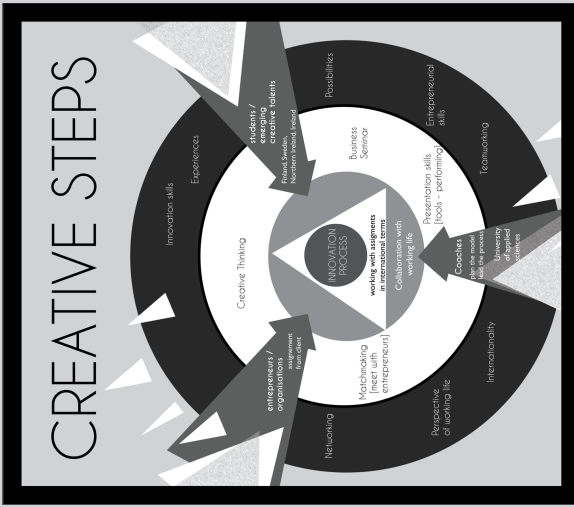 CREATIVE STEPS
Innovation skills
Experiences
Possibilities
Entrepreneurial
skills
Teamworking
Internationality
Perspective
of working life
Networking
students /
emerging
creative talents
Finland, Sweden,
Northern Ireland, Ireland
entrepreneurs /
organisations
assignement
from client
Coaches
plan the model
lead the process
University
of applied
sciences
Creative Thinking
Business
Seminar
Presentation skills
[tools - performing]
Matchmaking
[meet with
entrepreneurs]
INNOVATION
PROCESS
working with assigments
in international terms
Collaboration with
working life